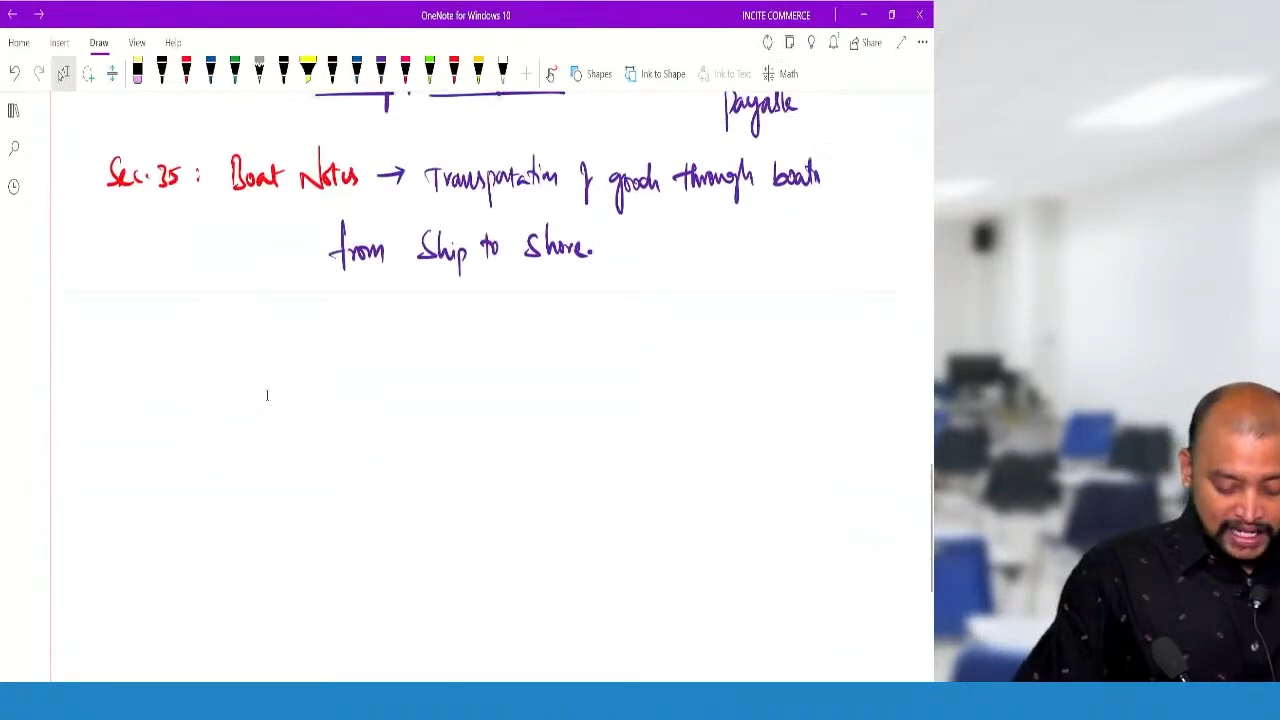 OneNote for Windows 10
INCITE COMMERCE
Home Insert Draw View Help
Share
Shapes
Ink to Shape
Ink to Text
Math
payable
Sec. 35 : Boat Notes → Transportation of goods through boats
from Ship to Shore.